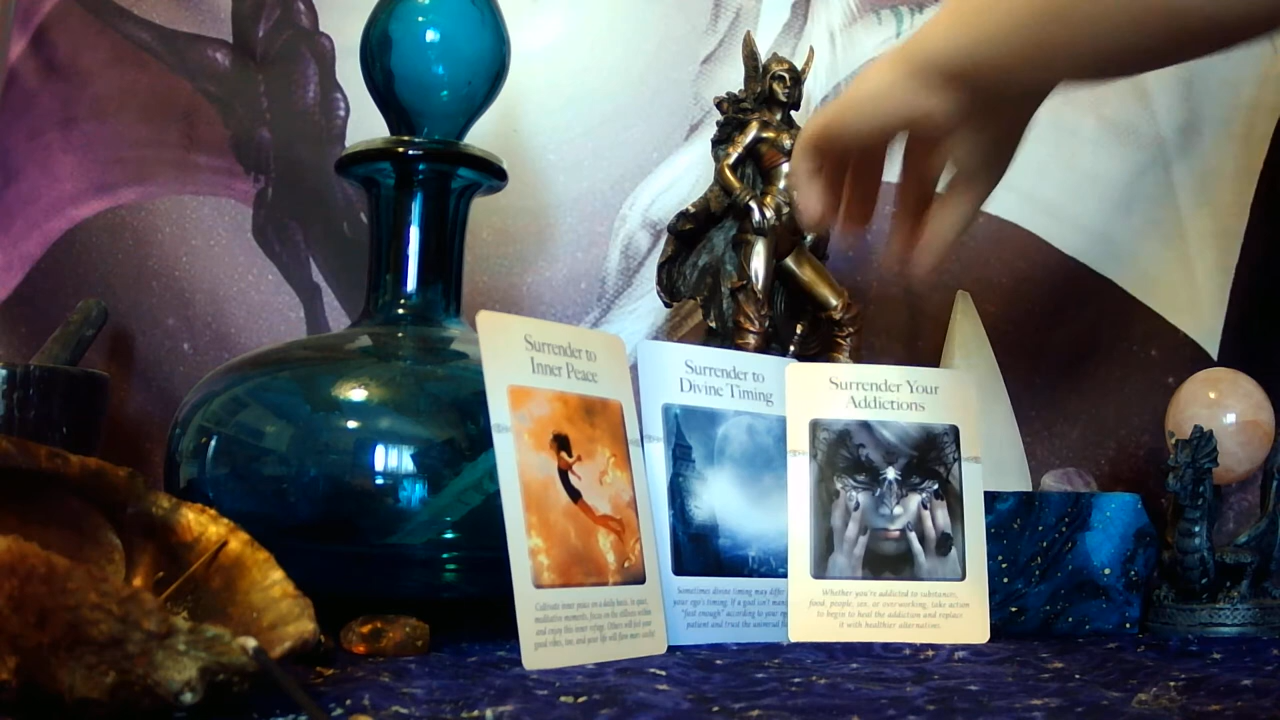 Surrender to
Inner Peace
Cultivate inner peace on a daily basis. In quiet,
meditative moments, focus on the stillness within
and enjoy this inner refuge. Others will feel your
good vibes, too, and your life will flow more easily!
Surrender to
Divine Timing
Sometimes divine timing may differ
your ego's timing. If a goal isn't man
"fast enough" according to your eg
patient and trust the universal fl
Surrender Your
Addictions
Whether you're addicted to substances,
food, people, sex, or overworking, take action
to begin to heal the addiction and replace
it with healthier alternatives.